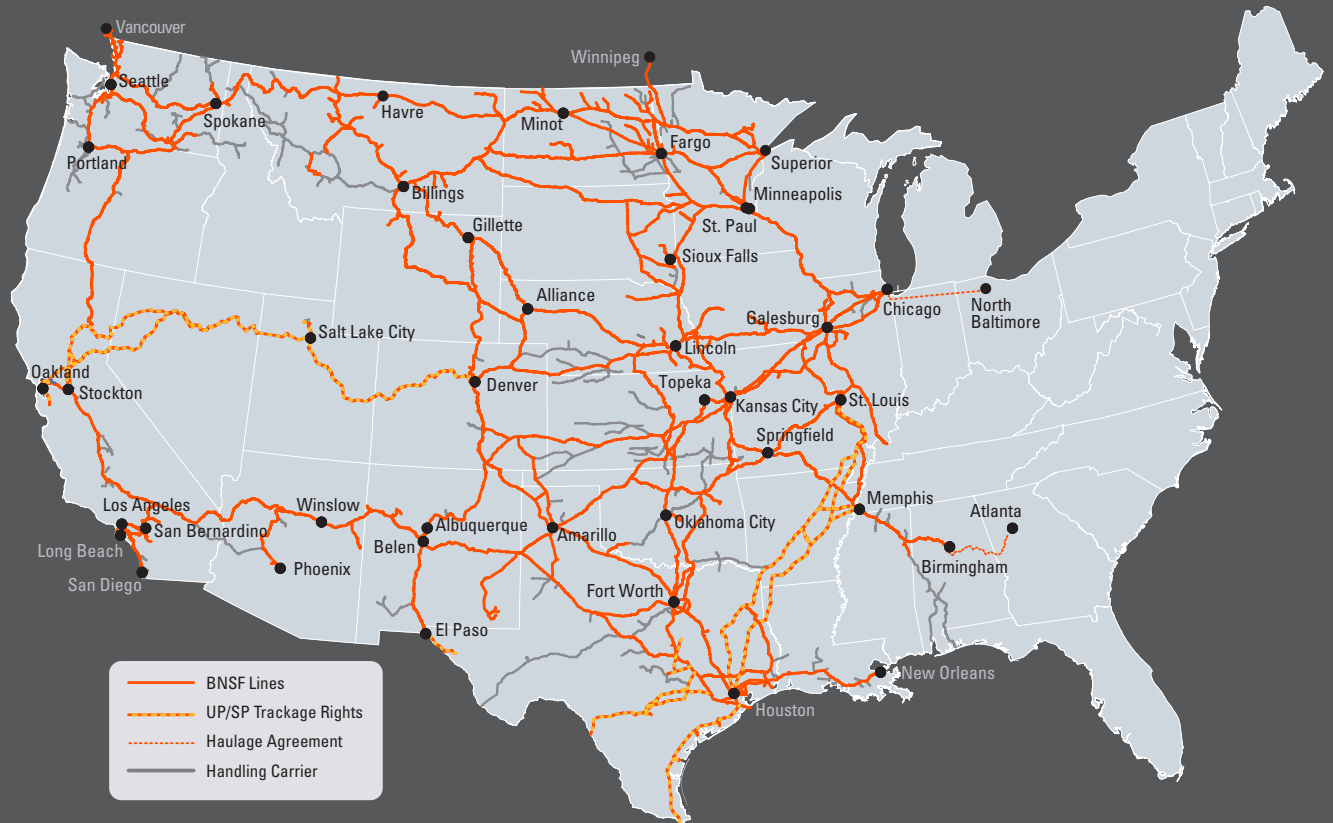 Vancouver
Winnipeg
Seattle
Spokane
Havre
Minot
Fargo
Superior
Portland
Minneapolis
St. Paul
Billings
Gillette
Sioux Falls
Alliance
Galesburg
Chicago
North
Baltimore
Salt Lake City
Lincoln
Oakland
Stockton
Denver
Topeka
Kansas City
St. Louis
Springfield
Los Angeles
San Bernardino
Long Beach
San Diego
Winslow
Phoenix
Albuquerque
Belen
Amarillo
Oklahoma City
Memphis
Atlanta
Birmingham
Fort Worth
El Paso
New Orleans
Houston
BNSF Lines
UP/SP Trackage Rights
Haulage Agreement
Handling Carrier